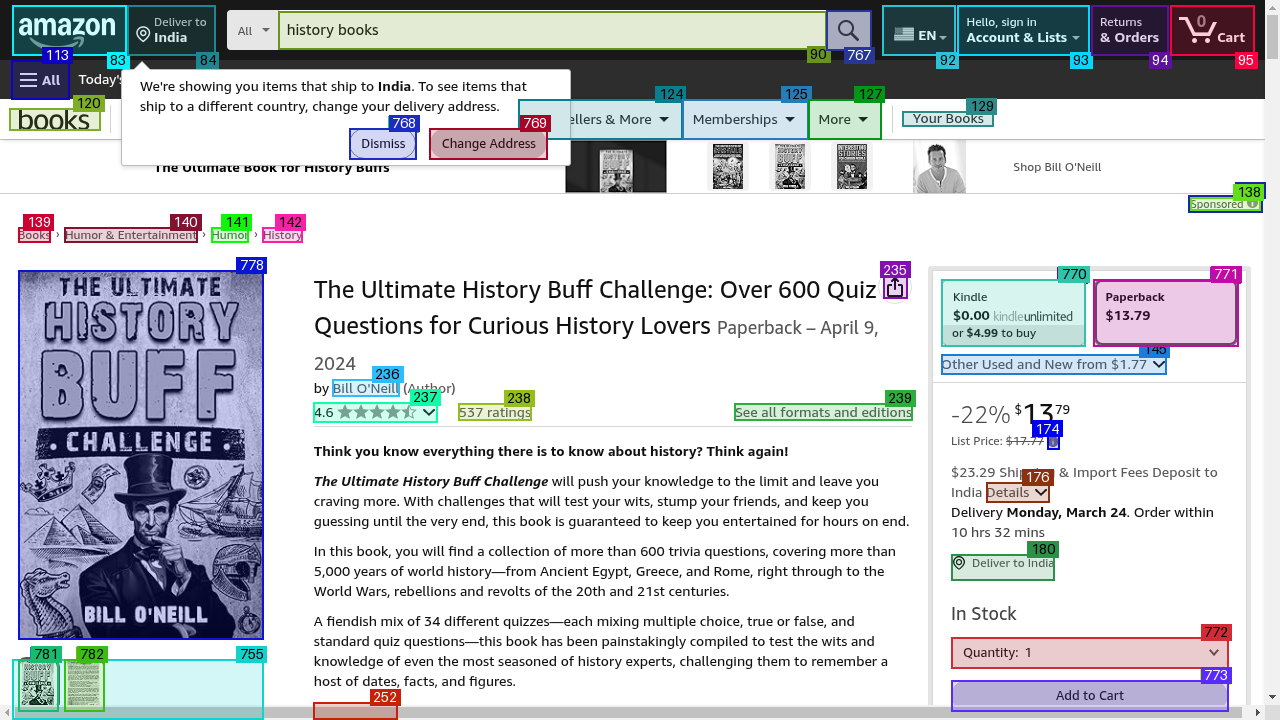 amazon
Deliver to
India
All
history books
EN
Hello, sign in
Account & Lists
Returns
& Orders
0
Cart
113
83
84
90
767
92
93
94
95
All
Today's
We're showing you items that ship to India. To see items that
ship to a different country, change your delivery address.
768
769
Dismiss
Change Address
120
books
124
125
127
129
ellers & More
Memberships
More
Your Books
The Ultimate Book for History Buffs
Shop Bill O'Neill
138
Sponsored
139
140
141
142
Books › Humor & Entertainment › Humor › History
778
THE ULTIMATE
HISTORY
BUFF
CHALLENGE
BILL O'NEILL
781
782
755
235
The Ultimate History Buff Challenge: Over 600 Quiz
Questions for Curious History Lovers Paperback – April 9,
2024
236
by Bill O'Neill (Author)
237
238
239
4.6
537 ratings
See all formats and editions
Think you know everything there is to know about history? Think again!
The Ultimate History Buff Challenge will push your knowledge to the limit and leave you
craving more. With challenges that will test your wits, stump your friends, and keep you
guessing until the very end, this book is guaranteed to keep you entertained for hours on end.
In this book, you will find a collection of more than 600 trivia questions, covering more than
5,000 years of world history—from Ancient Egypt, Greece, and Rome, right through to the
World Wars, rebellions and revolts of the 20th and 21st centuries.
A fiendish mix of 34 different quizzes—each mixing multiple choice, true or false, and
standard quiz questions—this book has been painstakingly compiled to test the wits and
knowledge of even the most seasoned of history experts, challenging them to remember a
host of dates, facts, and figures.
252
770
771
Kindle
$0.00 kindleunlimited
or $4.99 to buy
Paperback
$13.79
145
Other Used and New from $1.77
-22% $13 79
174
List Price: $17.77
176
$23.29 Shi & Import Fees Deposit to
India Details
Delivery Monday, March 24. Order within
10 hrs 32 mins
180
Deliver to India
In Stock
772
Quantity: 1
773
Add to Cart